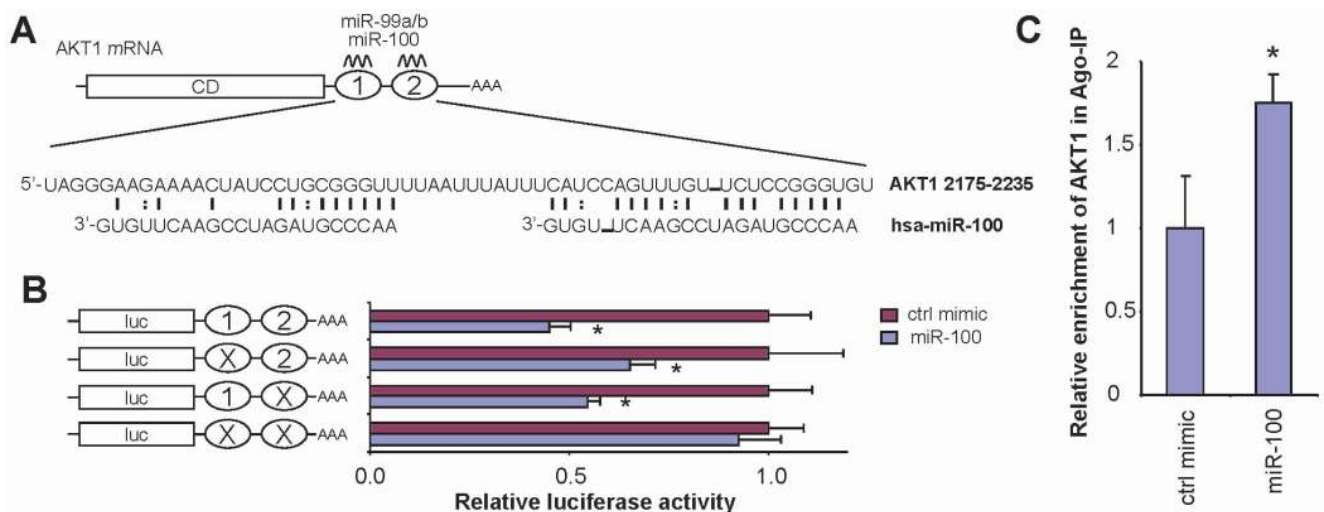 A
miR-99a/b
miR-100
AKT1 mRNA
CD
1
2
AAA
5'-UAGGGAAGAAAACUAUCCUGCGGGUUUUAAUUUAUUUCAUCCAGUUUGU_UCUCCGGGUGU AKT1 2175-2235
3'-GUGUUCAAGCCUAGAUGCCCAA 3'-GUGU_UCAAGCCUAGAUGCCCAA hsa-miR-100
B
luc 1 2 AAA
luc X 2 AAA
luc 1 X AAA
luc X X AAA
*
*
*
ctrl mimic
miR-100
0.0 0.5 1.0
Relative luciferase activity
C
Relative enrichment of AKT1 in Ago-IP
2
1.5
1
0.5
0
*
ctrl mimic
miR-100